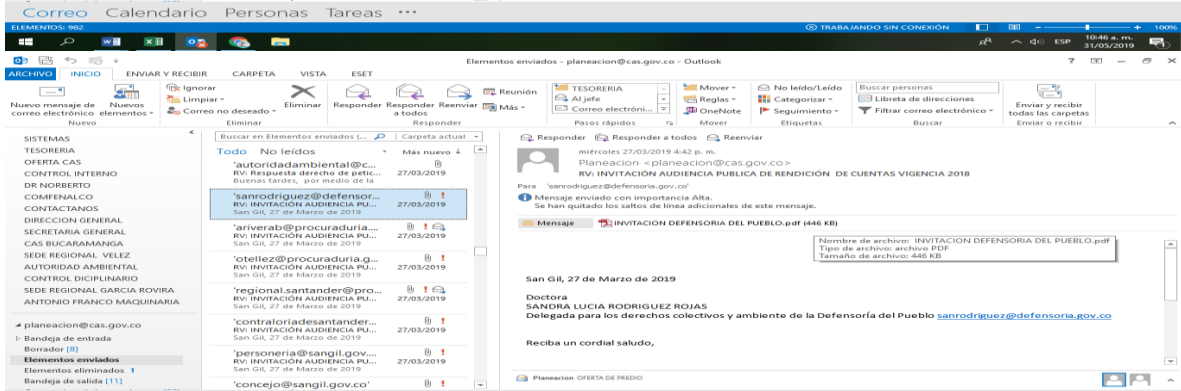 Correo Calendario Personas Tareas •••
ELEMENTOS: 982
TRABAJANDO SIN CONEXIÓN
100%
ESP
10:46 a. m.
31/05/2019
Elementos enviados - planeacion@cas.gov.co - Outlook
ARCHIVO INICIO ENVIAR Y RECIBIR CARPETA VISTA ESET
Nuevo mensaje de correo electrónico
Nuevos elementos
Nuevo
Ignorar
Limpiar
Correo no deseado
Eliminar
Eliminar
Responder
Responder a todos
Reenviar
Reunión
Más
Responder
TESORERIA
Al jefe
Correo electróni...
Pasos rápidos
Mover
Reglas
OneNote
Mover
No leído/Leído
Categorizar
Seguimiento
Etiquetas
Buscar personas
Libreta de direcciones
Filtrar correo electrónico
Buscar
Enviar y recibir todas las carpetas
Enviar o recibir
SISTEMAS
TESORERIA
OFERTA CAS
CONTROL INTERNO
DR NORBERTO
COMFENALCO
CONTACTANOS
DIRECCION GENERAL
SECRETARIA GENERAL
CAS BUCARAMANGA
SEDE REGIONAL VELEZ
AUTORIDAD AMBIENTAL
CONTROL DICIPLINARIO
SEDE REGIONAL GARCIA ROVIRA
ANTONIO FRANCO MAQUINARIA
planeacion@cas.gov.co
Bandeja de entrada
Borrador [8]
Elementos enviados
Elementos eliminados 1
Bandeja de salida [11]
Buscar en Elementos enviados (... Carpeta actual
Todo No leídos Más nuevo
'autoridadambiental@c...
RV: Respuesta derecho de petic... 27/03/2019
Buenas tardes, por medio de la
'sanrodriguez@defensor...
RV: INVITACIÓN AUDIENCIA PU... 27/03/2019
San Gil, 27 de Marzo de 2019
'ariverab@procuraduria....
RV: INVITACIÓN AUDIENCIA PU... 27/03/2019
San Gil, 27 de Marzo de 2019
'otellez@procuraduria.g...
RV: INVITACIÓN AUDIENCIA PU... 27/03/2019
San Gil, 27 de Marzo de 2019
'regional.santander@pro...
RV: INVITACIÓN AUDIENCIA PU... 27/03/2019
San Gil, 27 de Marzo de 2019
'contraloriadesantander...
RV: INVITACIÓN AUDIENCIA PU... 27/03/2019
San Gil, 27 de Marzo de 2019
'personeria@sangil.gov....
RV: INVITACIÓN AUDIENCIA PU... 27/03/2019
San Gil, 27 de Marzo de 2019
'concejo@sangil.gov.co'
Responder Responder a todos Reenviar
miércoles 27/03/2019 4:42 p. m.
Planeacion <planeacion@cas.gov.co>
RV: INVITACIÓN AUDIENCIA PUBLICA DE RENDICIÓN DE CUENTAS VIGENCIA 2018
Para 'sanrodriguez@defensoria.gov.co'
Mensaje enviado con importancia Alta.
Se han quitado los saltos de línea adicionales de este mensaje.
Mensaje INVITACION DEFENSORIA DEL PUEBLO.pdf (446 KB)
Nombre de archivo: INVITACION DEFENSORIA DEL PUEBLO.pdf
Tipo de archivo: archivo PDF
Tamaño de archivo: 446 KB
San Gil, 27 de Marzo de 2019
Doctora
SANDRA LUCIA RODRIGUEZ ROJAS
Delegada para los derechos colectivos y ambiente de la Defensoría del Pueblo sanrodriguez@defensoria.gov.co
Reciba un cordial saludo,
Planeacion OFERTA DE PREDIO